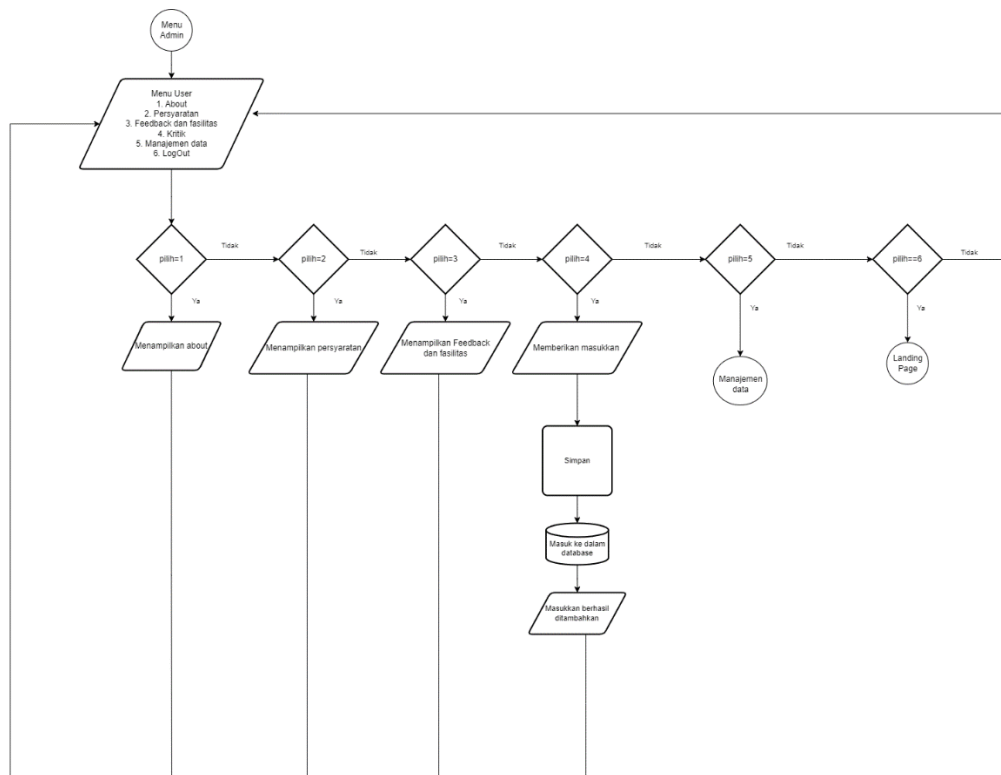 Menu
Admin
Menu User
1. About
2. Persyaratan
3. Feedback dan fasilitas
4. Kritik
5. Manajemen data
6. LogOut
pilih=1
Tidak
pilih=2
Tidak
pilih=3
Tidak
pilih=4
Tidak
pilih=5
Tidak
pilih==6
Tidak
Ya
Ya
Ya
Ya
Ya
Ya
Menampilkan about
Menampilkan persyaratan
Menampilkan Feedback
dan fasilitas
Memberikan masukkan
Manajemen
data
Landing
Page
Simpan
Masuk ke dalam
database
Masukkan berhasil
ditambahkan